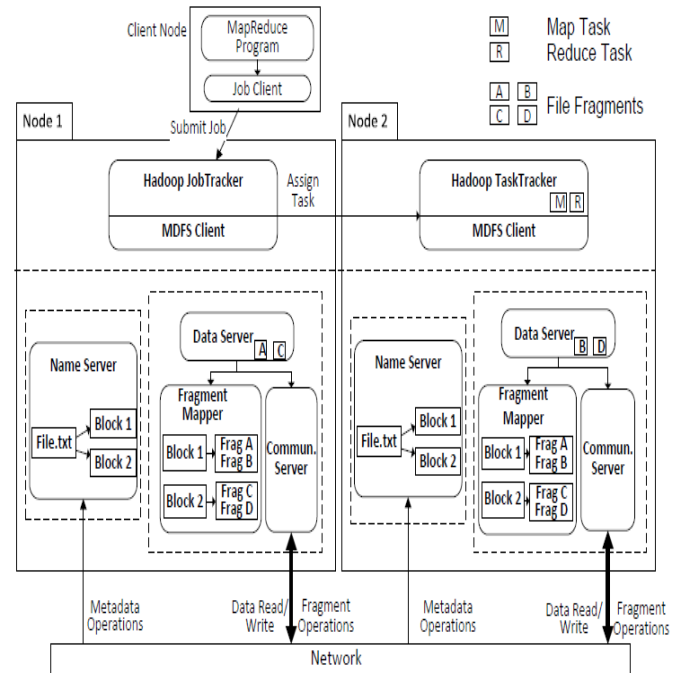 Client Node
MapReduce
Program
Job Client
M Map Task
R Reduce Task
A B
C D
File Fragments
Node 1
Submit Job
Node 2
Hadoop JobTracker
MDFS Client
Assign
Task
Hadoop TaskTracker
M R
MDFS Client
Name Server
File.txt
Block 1
Block 2
Data Server
A C
Fragment
Mapper
Block 1
Frag A
Frag B
Block 2
Frag C
Frag D
Commun.
Server
Name Server
File.txt
Block 1
Block 2
Data Server
B D
Fragment
Mapper
Block 1
Frag A
Frag B
Block 2
Frag C
Frag D
Commun.
Server
Metadata
Operations
Data Read/
Write
Fragment
Operations
Metadata
Operations
Data Read/
Write
Fragment
Operations
Network